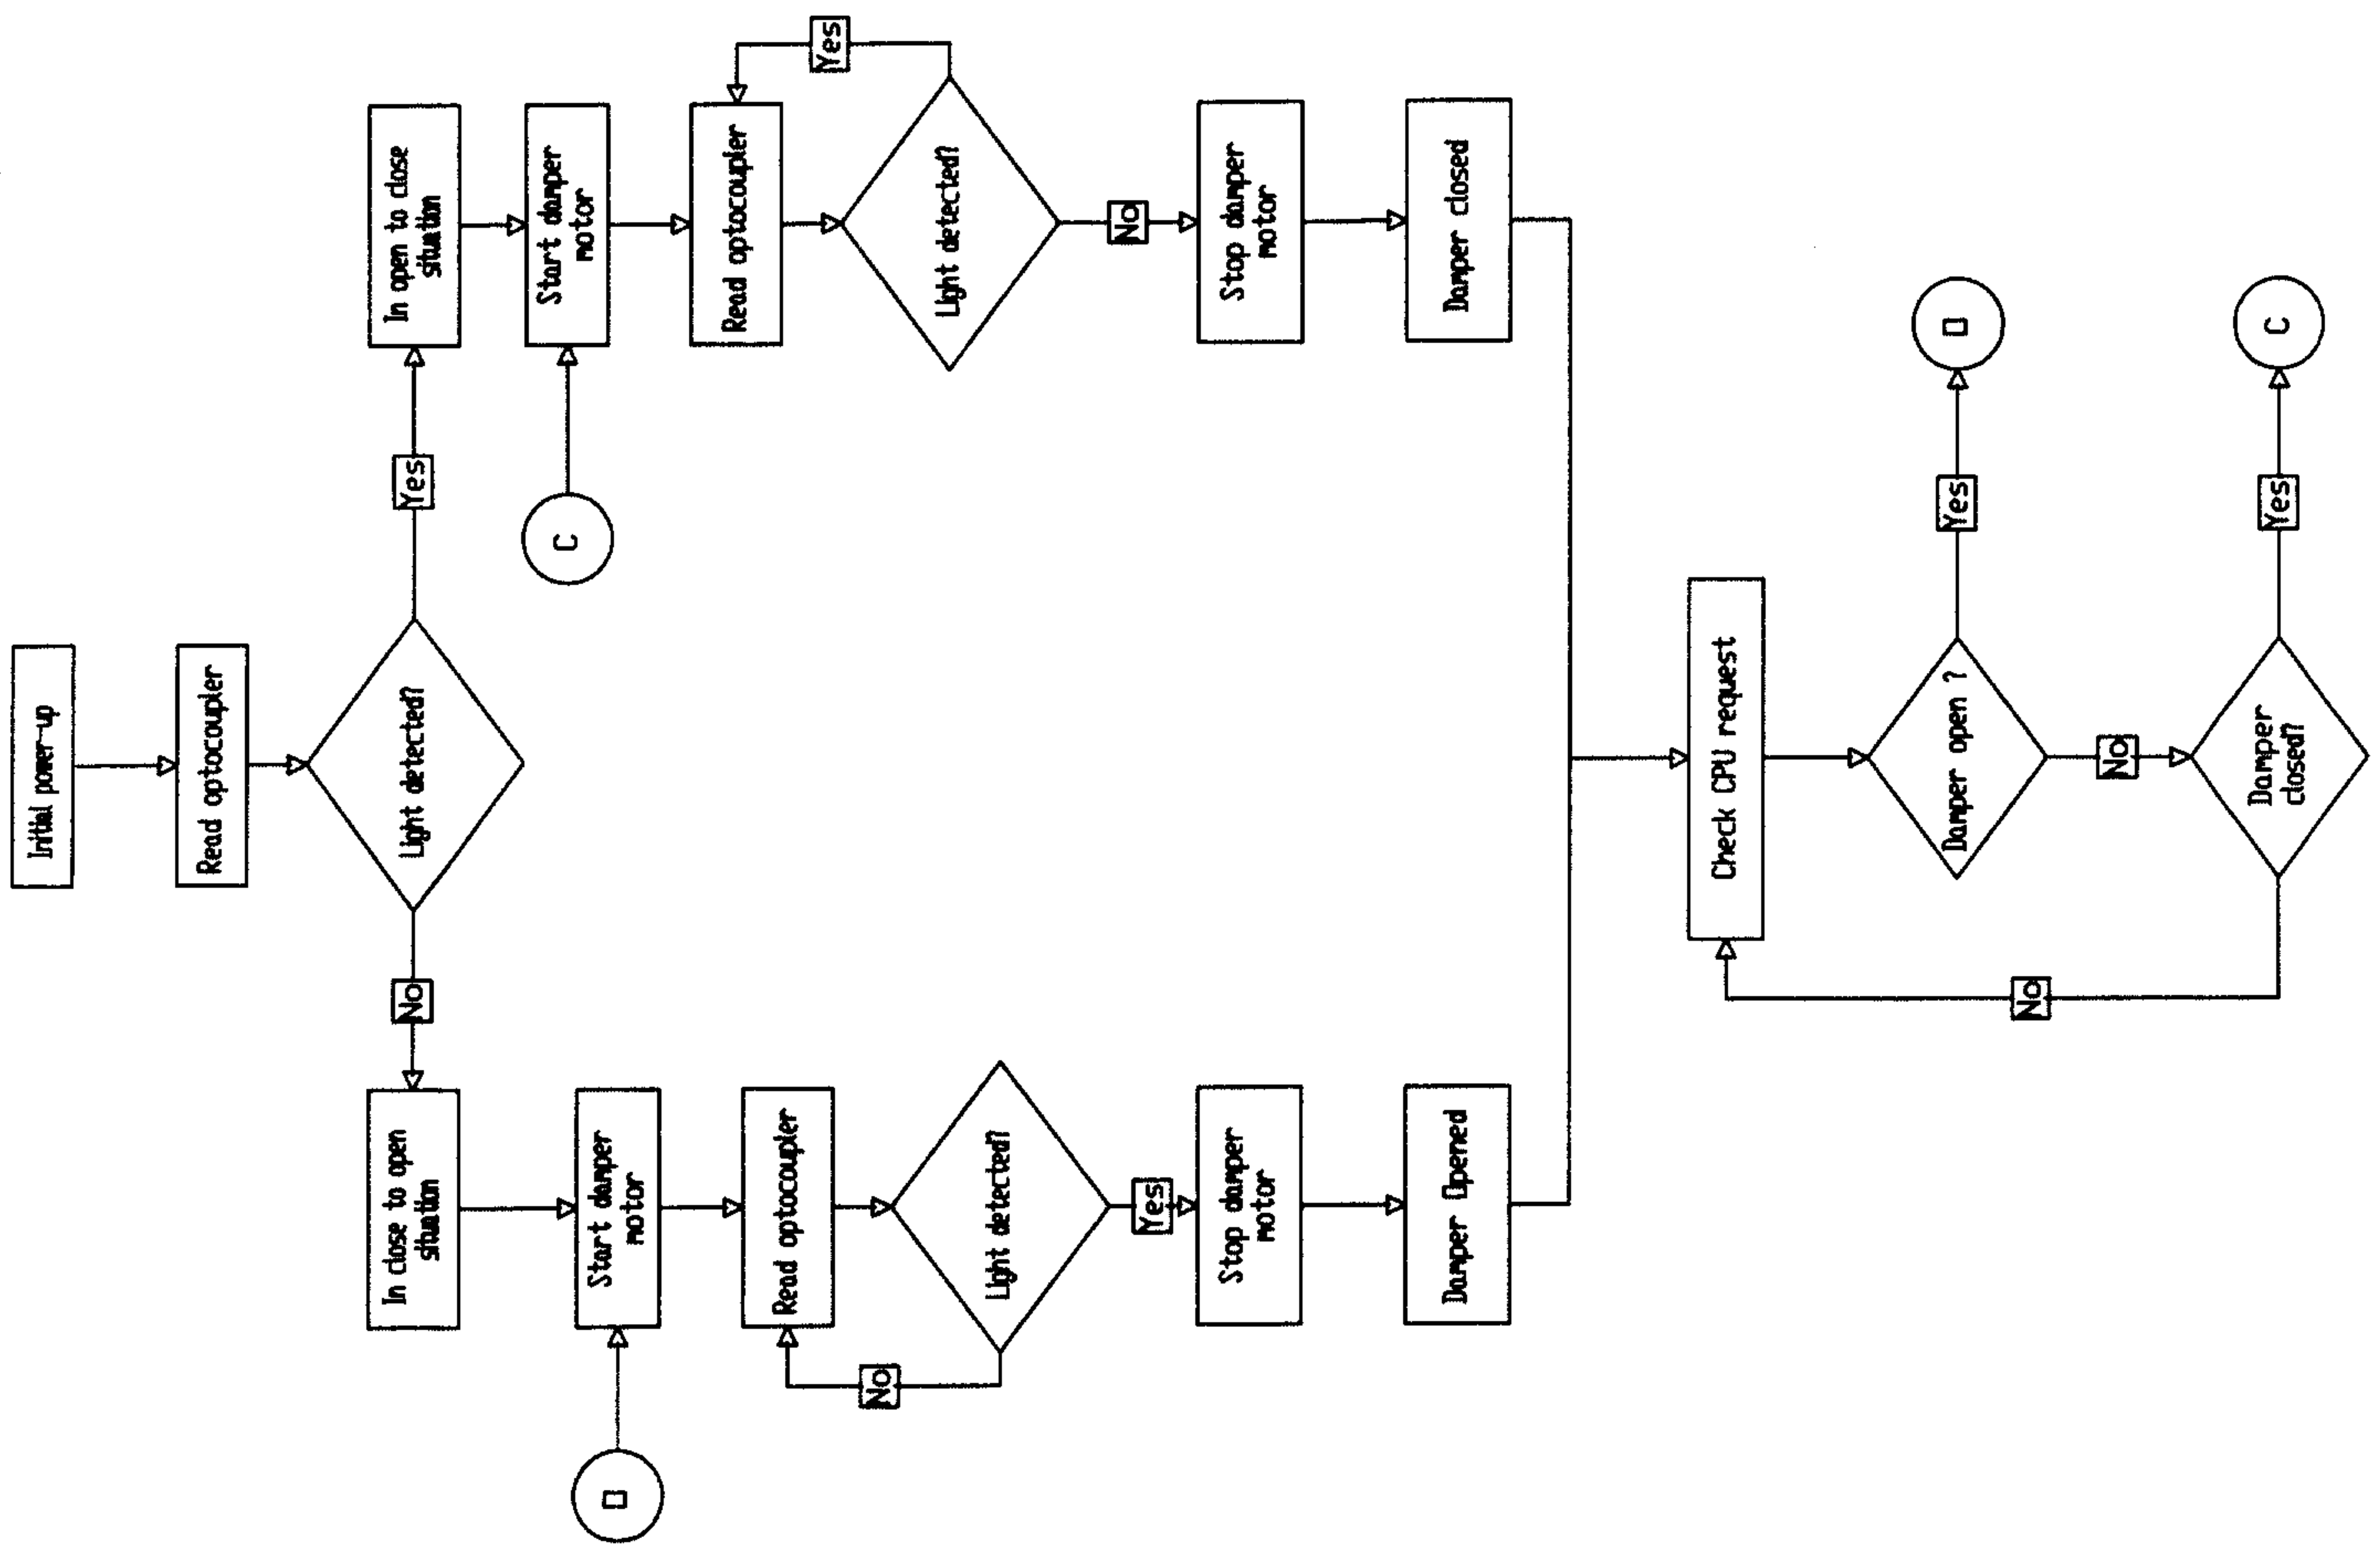 Initial power-up
Read optocoupler
Light detected?
No
Yes
In close to open
situation
Start damper
motor
O
Read optocoupler
Light detected?
No
Yes
Stop damper
motor
Damper Opened
In open to close
situation
Start damper
motor
C
Read optocoupler
Light detected?
Yes
No
Stop damper
motor
Damper closed
Check CPU request
Damper open ?
Yes
O
No
Damper
closed?
Yes
C
No